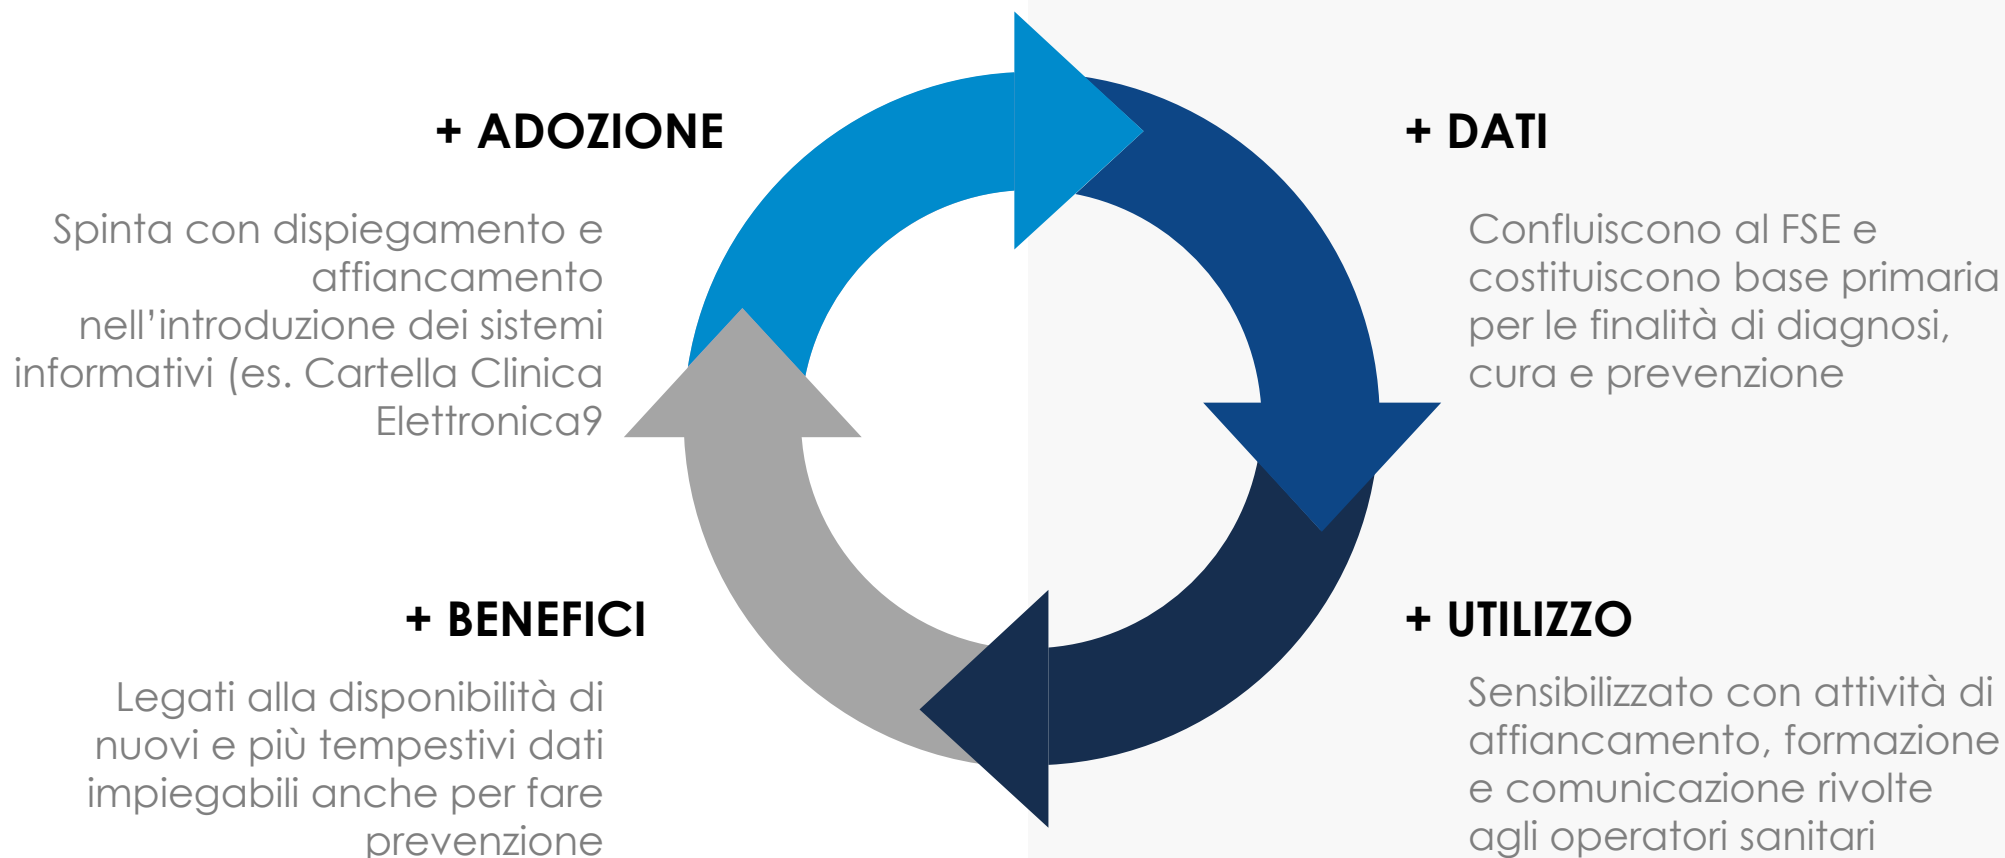 + ADOZIONE
Spinta con dispiegamento e
affiancamento
nell’introduzione dei sistemi
informativi (es. Cartella Clinica
Elettronica9
+ DATI
Confluiscono al FSE e
costituiscono base primaria
per le finalità di diagnosi,
cura e prevenzione
+ BENEFICI
Legati alla disponibilità di
nuovi e più tempestivi dati
impiegabili anche per fare
prevenzione
+ UTILIZZO
Sensibilizzato con attività di
affiancamento, formazione
e comunicazione rivolte
agli operatori sanitari